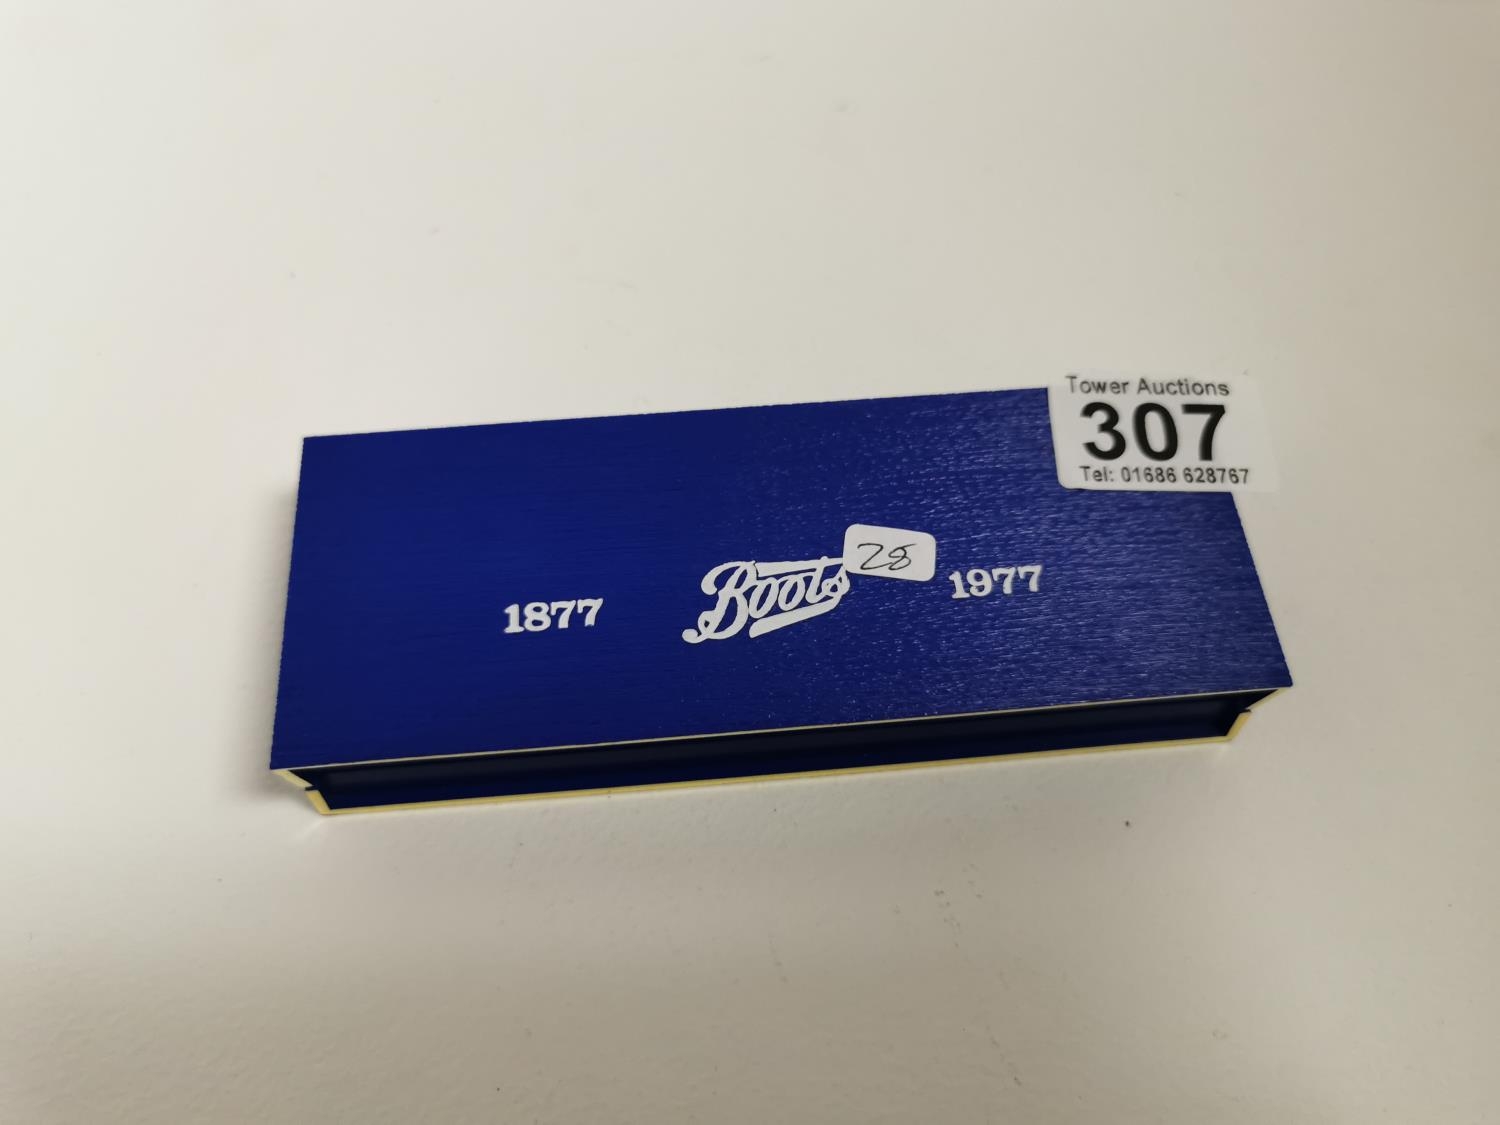 Tower Auctions
307
Tel: 01686 628767
28
1877 Boots 1977